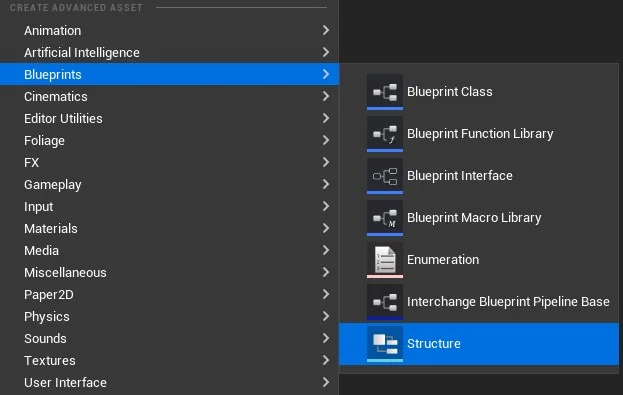 CREATE ADVANCED ASSET
Animation
Artificial Intelligence
Blueprints
Cinematics
Editor Utilities
Foliage
FX
Gameplay
Input
Materials
Media
Miscellaneous
Paper2D
Physics
Sounds
Textures
User Interface
Blueprint Class
Blueprint Function Library
Blueprint Interface
Blueprint Macro Library
Enumeration
Interchange Blueprint Pipeline Base
Structure